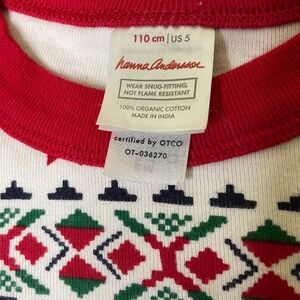 110 cm | US 5
hanna andersson
WEAR SNUG-FITTING,
NOT FLAME RESISTANT
100% ORGANIC COTTON
MADE IN INDIA
certified by OTCO
OT-036270